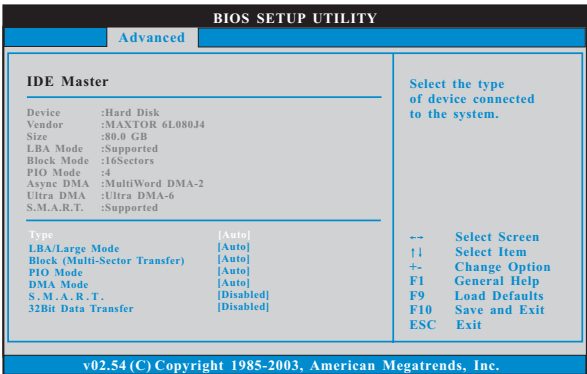 BIOS SETUP UTILITY
Advanced
IDE Master
Device :Hard Disk
Vendor :MAXTOR 6L080J4
Size :80.0 GB
LBA Mode :Supported
Block Mode :16Sectors
PIO Mode :4
Async DMA :MultiWord DMA-2
Ultra DMA :Ultra DMA-6
S.M.A.R.T. :Supported
Type [Auto]
LBA/Large Mode [Auto]
Block (Multi-Sector Transfer) [Auto]
PIO Mode [Auto]
DMA Mode [Auto]
S.M.A.R.T. [Disabled]
32Bit Data Transfer [Disabled]
Select the type
of device connected
to the system.
←→ Select Screen
↑↓ Select Item
+- Change Option
F1 General Help
F9 Load Defaults
F10 Save and Exit
ESC Exit
v02.54 (C) Copyright 1985-2003, American Megatrends, Inc.